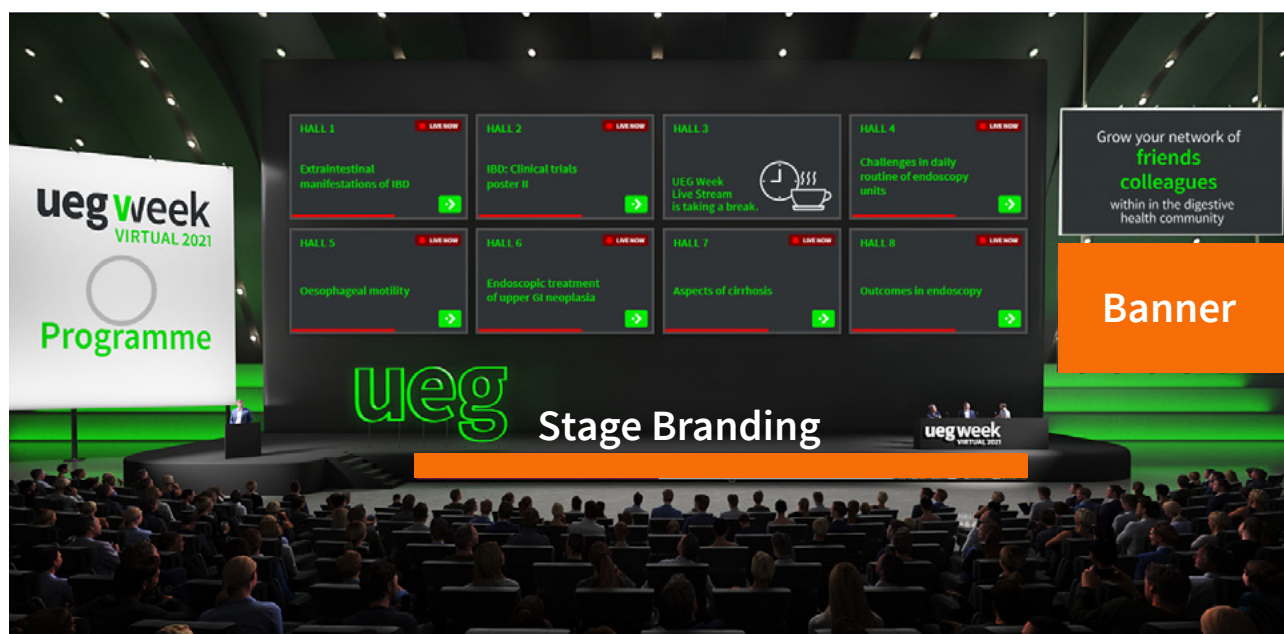 ueg week
VIRTUAL 2021
Programme
HALL 1
LIVE NOW
Extraintestinal
manifestations of IBD
HALL 2
LIVE NOW
IBD: Clinical trials
poster II
HALL 3
UEG Week
Live Stream
is taking a break.
HALL 4
LIVE NOW
Challenges in daily
routine of endoscopy
units
HALL 5
LIVE NOW
Oesophageal motility
HALL 6
LIVE NOW
Endoscopic treatment
of upper GI neoplasia
HALL 7
LIVE NOW
Aspects of cirrhosis
HALL 8
LIVE NOW
Outcomes in endoscopy
Grow your network of
friends
colleagues
within in the digestive
health community
Banner
ueg
Stage Branding
ueg week
VIRTUAL 2021